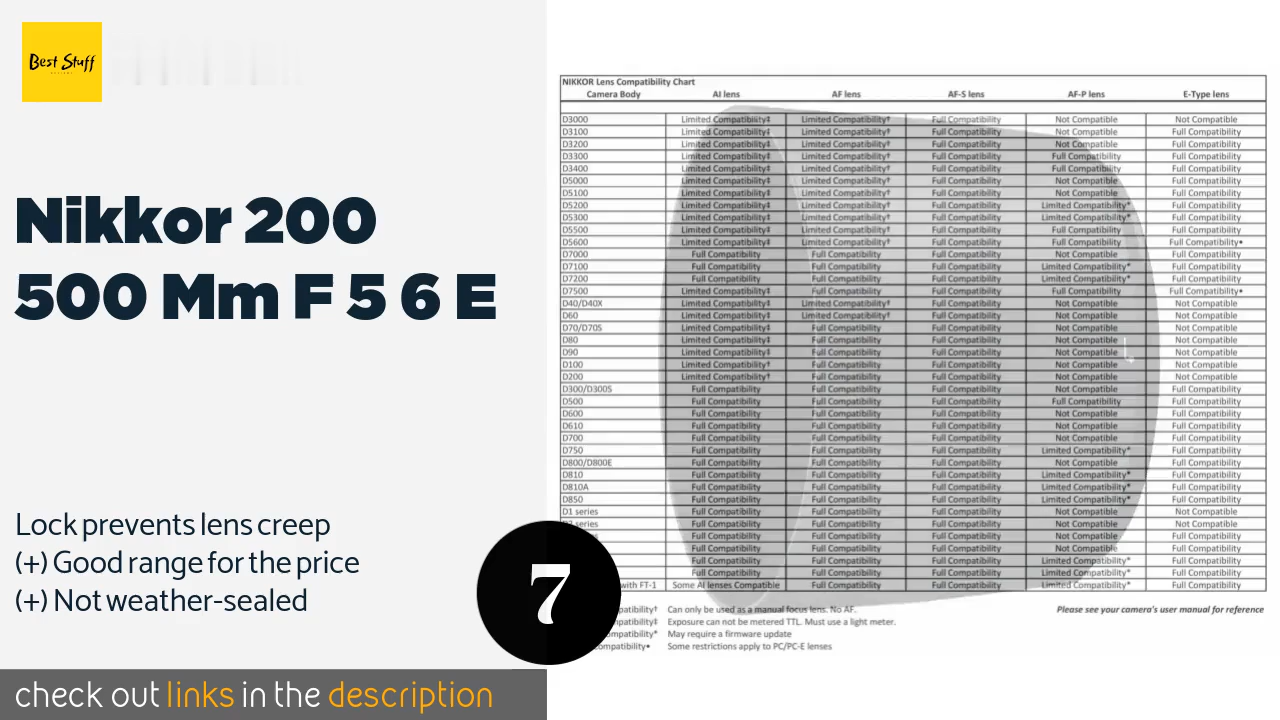 Best Stuff
Nikkor 200
500 Mm F 5 6 E
Lock prevents lens creep
(+) Good range for the price
(+) Not weather-sealed
7
check out links in the description
NIKKOR Lens Compatibility Chart
Camera Body AI lens AF lens AF-S lens AF-P lens E-Type lens
D3000 Limited Compatibility‡ Limited Compatibility† Full Compatibility Not Compatible Not Compatible
D3100 Limited Compatibility‡ Limited Compatibility† Full Compatibility Not Compatible Full Compatibility
D3200 Limited Compatibility‡ Limited Compatibility† Full Compatibility Not Compatible Full Compatibility
D3300 Limited Compatibility‡ Limited Compatibility† Full Compatibility Full Compatibility Full Compatibility
D3400 Limited Compatibility‡ Limited Compatibility† Full Compatibility Full Compatibility Full Compatibility
D5000 Limited Compatibility‡ Limited Compatibility† Full Compatibility Not Compatible Full Compatibility
D5100 Limited Compatibility‡ Limited Compatibility† Full Compatibility Not Compatible Full Compatibility
D5200 Limited Compatibility‡ Limited Compatibility† Full Compatibility Limited Compatibility* Full Compatibility
D5300 Limited Compatibility‡ Limited Compatibility† Full Compatibility Limited Compatibility* Full Compatibility
D5500 Limited Compatibility‡ Limited Compatibility† Full Compatibility Full Compatibility Full Compatibility
D5600 Limited Compatibility‡ Limited Compatibility† Full Compatibility Full Compatibility Full Compatibility•
D7000 Full Compatibility Full Compatibility Full Compatibility Not Compatible Full Compatibility
D7100 Full Compatibility Full Compatibility Full Compatibility Limited Compatibility* Full Compatibility
D7200 Full Compatibility Full Compatibility Full Compatibility Limited Compatibility* Full Compatibility
D7500 Limited Compatibility‡ Full Compatibility Full Compatibility Full Compatibility Full Compatibility•
D40/D40X Limited Compatibility‡ Limited Compatibility† Full Compatibility Not Compatible Not Compatible
D60 Limited Compatibility‡ Limited Compatibility† Full Compatibility Not Compatible Not Compatible
D70/D70S Limited Compatibility‡ Full Compatibility Full Compatibility Not Compatible Not Compatible
D80 Limited Compatibility‡ Full Compatibility Full Compatibility Not Compatible Not Compatible
D90 Limited Compatibility‡ Full Compatibility Full Compatibility Not Compatible Not Compatible
D100 Limited Compatibility‡ Full Compatibility Full Compatibility Not Compatible Not Compatible
D200 Limited Compatibility† Full Compatibility Full Compatibility Not Compatible Not Compatible
D300/D300S Full Compatibility Full Compatibility Full Compatibility Not Compatible Full Compatibility
D500 Full Compatibility Full Compatibility Full Compatibility Full Compatibility Full Compatibility
D600 Full Compatibility Full Compatibility Full Compatibility Not Compatible Full Compatibility
D610 Full Compatibility Full Compatibility Full Compatibility Not Compatible Full Compatibility
D700 Full Compatibility Full Compatibility Full Compatibility Not Compatible Full Compatibility
D750 Full Compatibility Full Compatibility Full Compatibility Limited Compatibility* Full Compatibility
D800/D800E Full Compatibility Full Compatibility Full Compatibility Not Compatible Full Compatibility
D810 Full Compatibility Full Compatibility Full Compatibility Limited Compatibility* Full Compatibility
D810A Full Compatibility Full Compatibility Full Compatibility Limited Compatibility* Full Compatibility
D850 Full Compatibility Full Compatibility Full Compatibility Limited Compatibility* Full Compatibility
D1 series Full Compatibility Full Compatibility Full Compatibility Not Compatible Not Compatible
series Full Compatibility Full Compatibility Full Compatibility Not Compatible Not Compatible
Full Compatibility Full Compatibility Full Compatibility Not Compatible Full Compatibility
Full Compatibility Full Compatibility Full Compatibility Not Compatible Full Compatibility
Full Compatibility Full Compatibility Full Compatibility Limited Compatibility* Full Compatibility
Full Compatibility Full Compatibility Full Compatibility Limited Compatibility* Full Compatibility
with FT-1 Some AI lenses Compatible Full Compatibility Full Compatibility Limited Compatibility* Full Compatibility
patibility† Can only be used as a manual focus lens. No AF. Please see your camera's user manual for reference
patibility‡ Exposure can not be metered TTL. Must use a light meter.
mpatibility* May require a firmware update
ompatibility• Some restrictions apply to PC/PC-E lenses